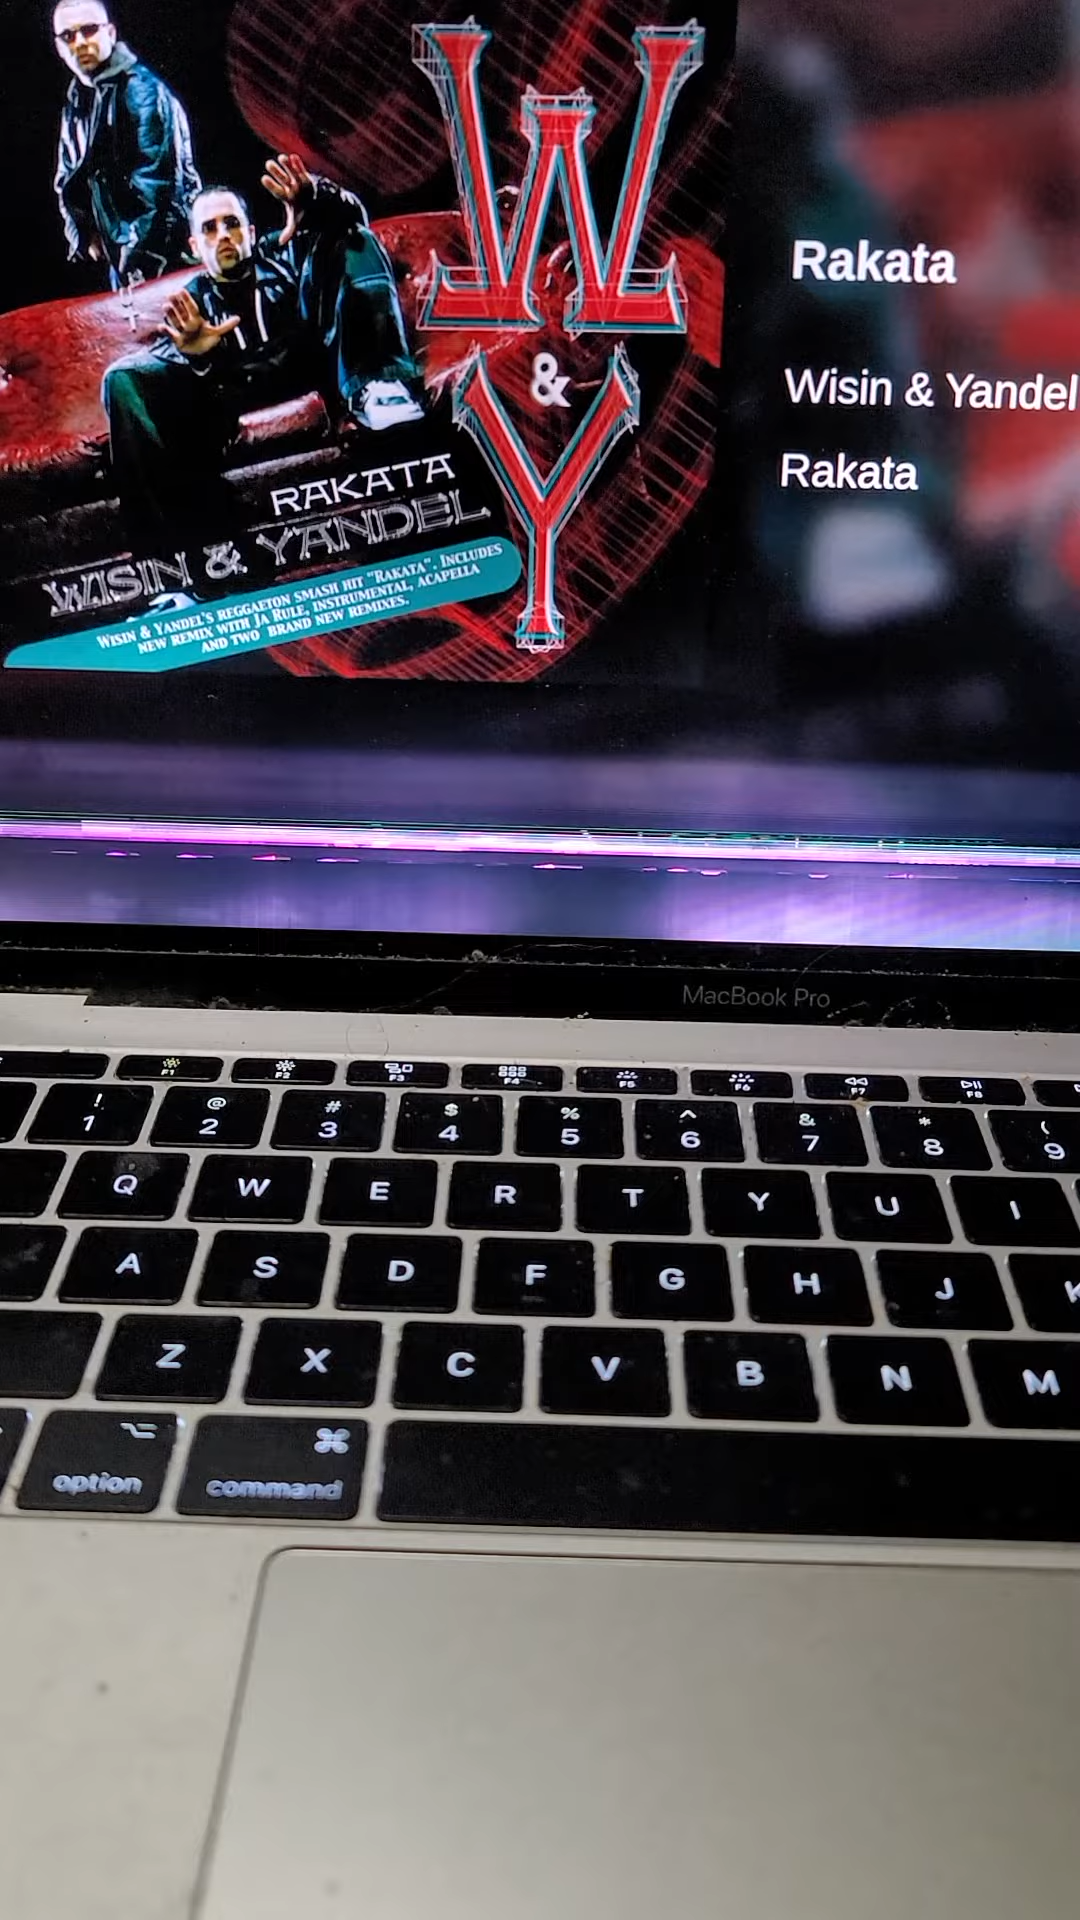 W
&
Y
RAKATA
WISIN & YANDEL
WISIN & YANDEL'S REGGAETON SMASH HIT "RAKATA". INCLUDES
NEW REMIX WITH JA RULE, INSTRUMENTAL, ACAPELLA
AND TWO BRAND NEW REMIXES.
Rakata
Wisin & Yandel
Rakata
MacBook Pro
F1 F2 F3 F4 F5 F6 F7 F8
! @ # $ % ^ & * (
1 2 3 4 5 6 7 8 9
Q W E R T Y U I
A S D F G H J K
Z X C V B N M
option command